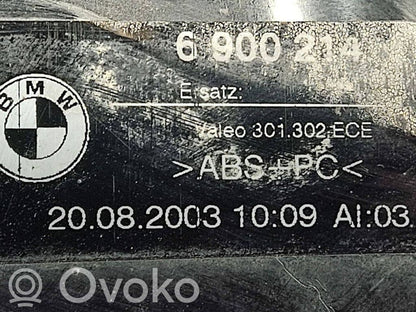 6 900 214
BMW
Ersatz:
Valeo 301.302 ECE
>ABS+PC<
20.08.2003 10:09 AI:03.
Ovoko